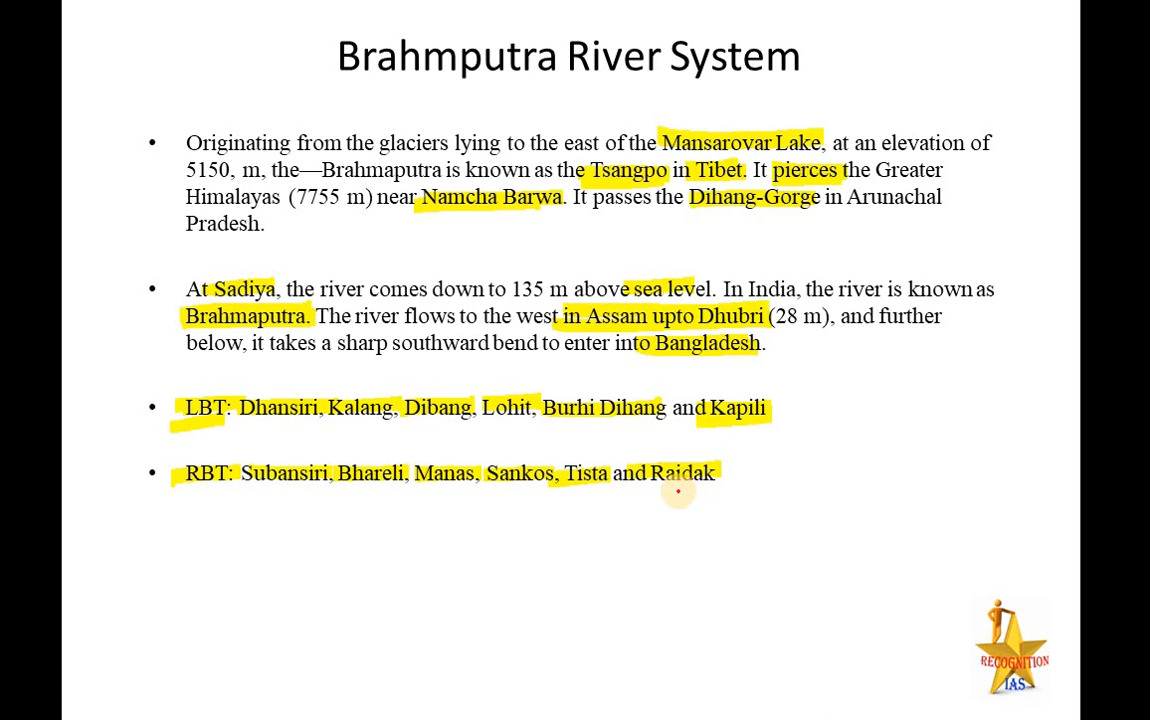 Brahmputra River System
• Originating from the glaciers lying to the east of the Mansarovar Lake, at an elevation of
5150, m, the—Brahmaputra is known as the Tsangpo in Tibet. It pierces the Greater
Himalayas (7755 m) near Namcha Barwa. It passes the Dihang-Gorge in Arunachal
Pradesh.
• At Sadiya, the river comes down to 135 m above sea level. In India, the river is known as
Brahmaputra. The river flows to the west in Assam upto Dhubri (28 m), and further
below, it takes a sharp southward bend to enter into Bangladesh.
• LBT: Dhansiri, Kalang, Dibang, Lohit, Burhi Dihang and Kapili
• RBT: Subansiri, Bhareli, Manas, Sankos, Tista and Raidak
RECOGNITION
IAS